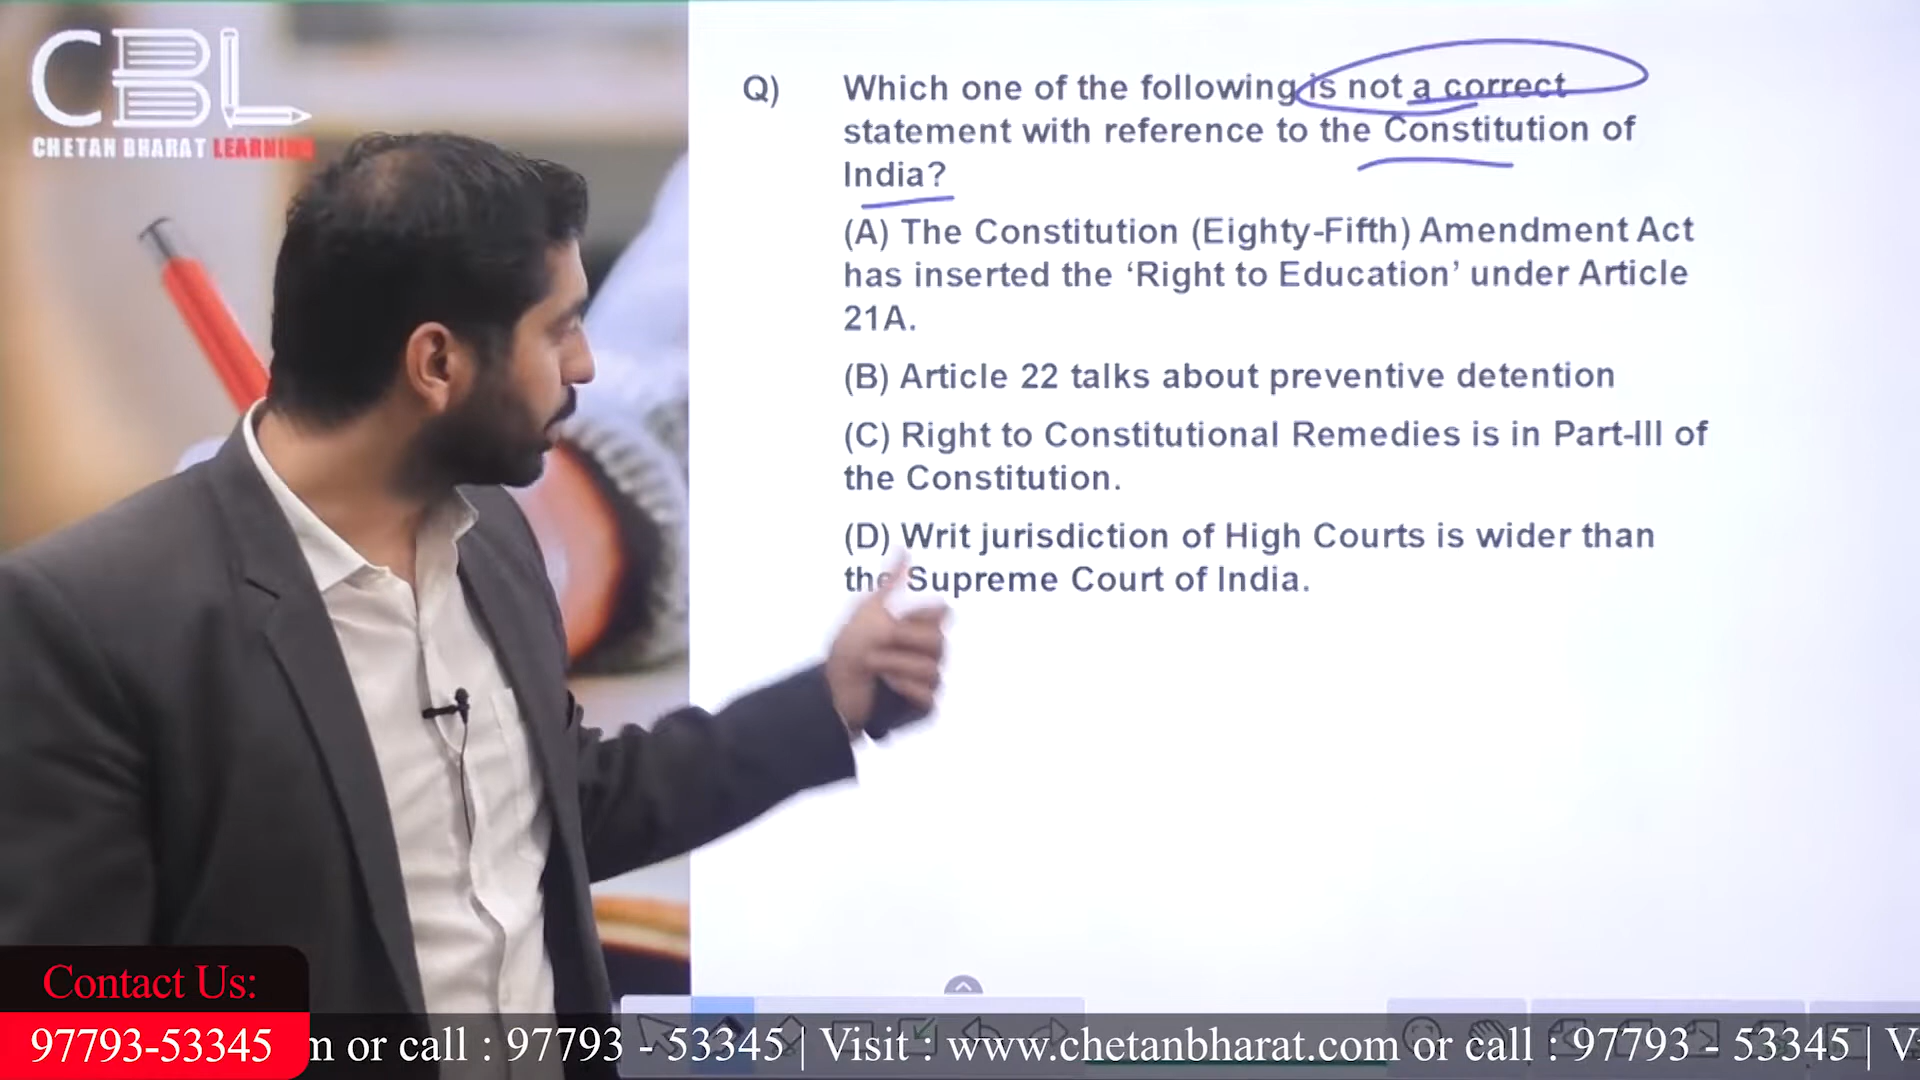 CBL
CHETAN BHARAT LEARNING
Q) Which one of the following is not a correct
statement with reference to the Constitution of
India?
(A) The Constitution (Eighty-Fifth) Amendment Act
has inserted the ‘Right to Education’ under Article
21A.
(B) Article 22 talks about preventive detention
(C) Right to Constitutional Remedies is in Part-III of
the Constitution.
(D) Writ jurisdiction of High Courts is wider than
the Supreme Court of India.
Contact Us:
97793-53345
m or call : 97793 - 53345 | Visit : www.chetanbharat.com or call : 97793 - 53345 | V